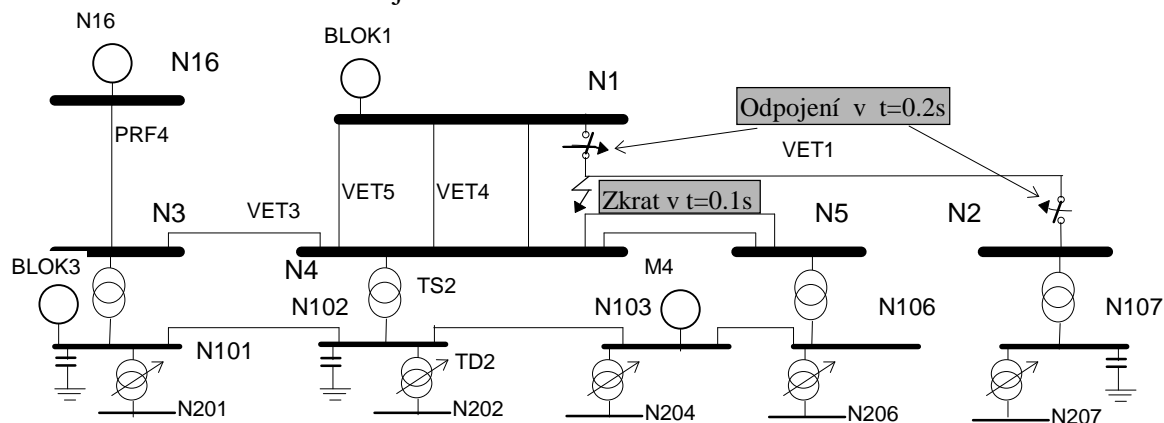 N16
N16
BLOK1
N1
Odpojení v t=0.2s
PRF4
VET1
VET5
VET4
Zkrat v t=0.1s
N3
VET3
N5
N2
BLOK3
N4
M4
TS2
N102
N103
N106
N107
N101
TD2
N201
N202
N204
N206
N207